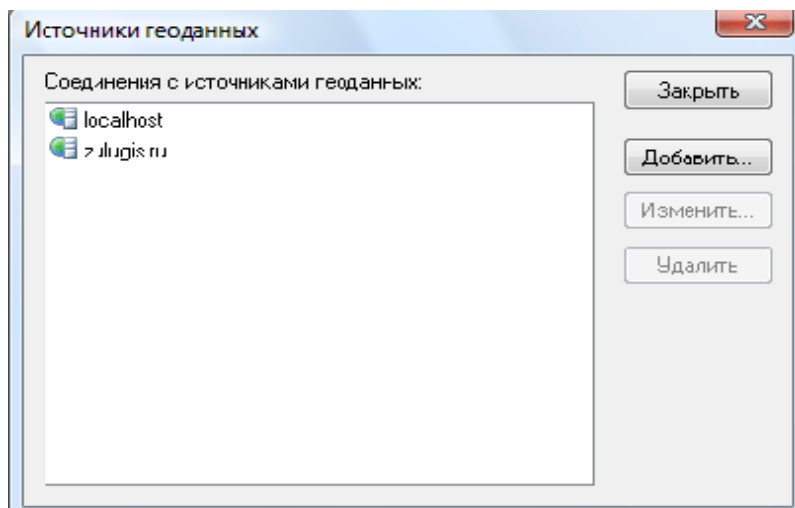 Источники геоданных
Соединения с источниками геоданных:
localhost
zulugis.ru
Закрыть
Добавить...
Изменить...
Удалить